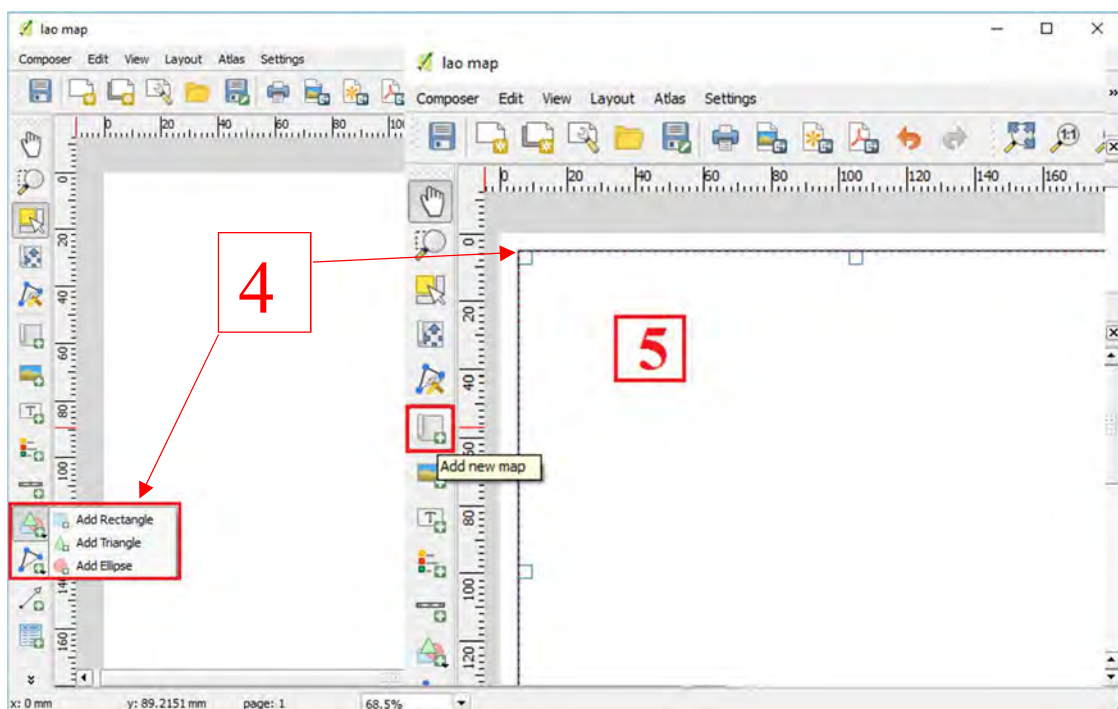 lao map
Composer Edit View Layout Atlas Settings
0 20 40 60 80 100
0
20
40
60
80
100
140
160
4
Add Rectangle
Add Triangle
Add Ellipse
x: 0 mm y: 89.2151 mm page: 1 68.5%
lao map
Composer Edit View Layout Atlas Settings
1:1
0 20 40 60 80 100 120 140 160
0
20
40
60
80
100
120
5
Add new map
T
T